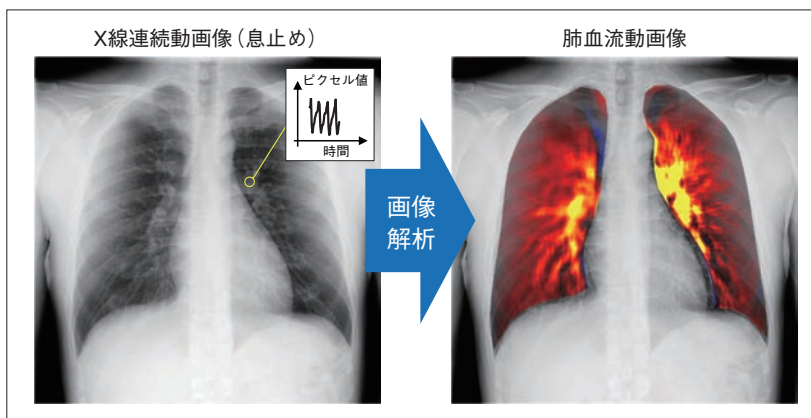 X線連続動画像（息止め）
肺血流動画像
ピクセル値
時間
画像
解析